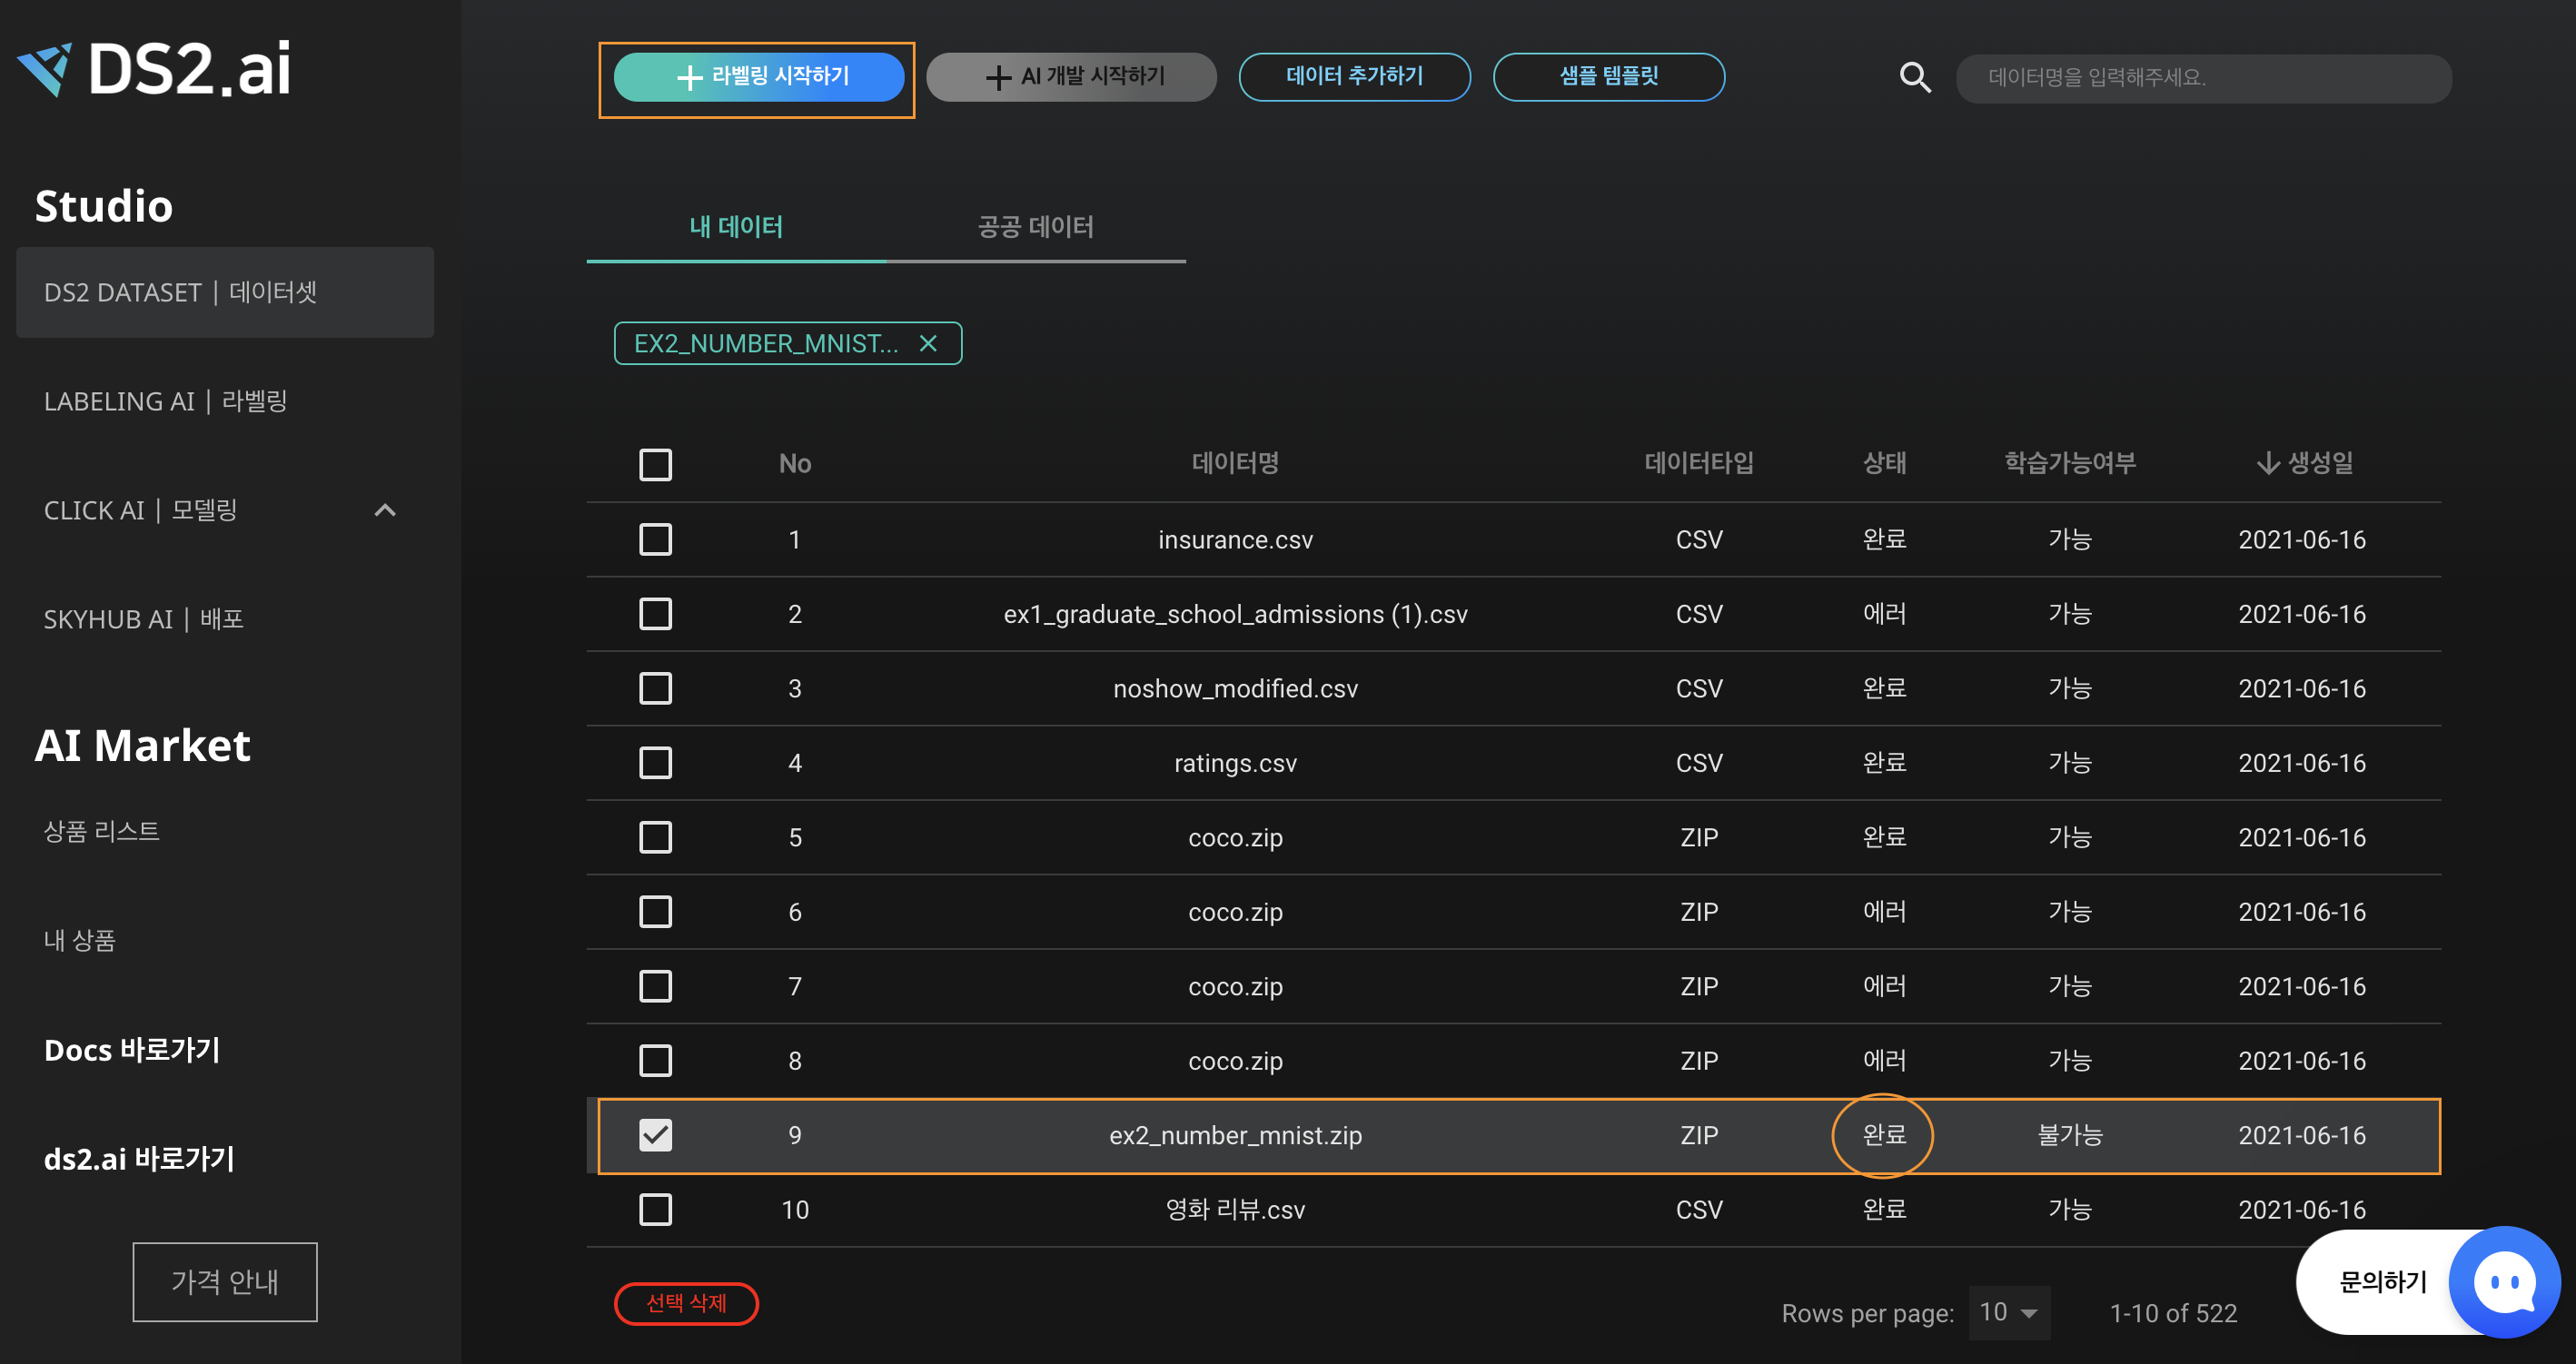 DS2.ai
Studio
DS2 DATASET | 데이터셋
LABELING AI | 라벨링
CLICK AI | 모델링
SKYHUB AI | 배포
AI Market
상품 리스트
내 상품
Docs 바로가기
ds2.ai 바로가기
가격 안내
+ 라벨링 시작하기 + AI 개발 시작하기 데이터 추가하기 샘플 템플릿 데이터명을 입력해주세요.
내 데이터 공공 데이터
EX2_NUMBER_MNIST... ×
No 데이터명 데이터타입 상태 학습가능여부 ↓ 생성일
1 insurance.csv CSV 완료 가능 2021-06-16
2 ex1_graduate_school_admissions (1).csv CSV 에러 가능 2021-06-16
3 noshow_modified.csv CSV 완료 가능 2021-06-16
4 ratings.csv CSV 완료 가능 2021-06-16
5 coco.zip ZIP 완료 가능 2021-06-16
6 coco.zip ZIP 에러 가능 2021-06-16
7 coco.zip ZIP 에러 가능 2021-06-16
8 coco.zip ZIP 에러 가능 2021-06-16
9 ex2_number_mnist.zip ZIP 완료 불가능 2021-06-16
10 영화 리뷰.csv CSV 완료 가능 2021-06-16
선택 삭제
Rows per page: 10 1-10 of 522
문의하기